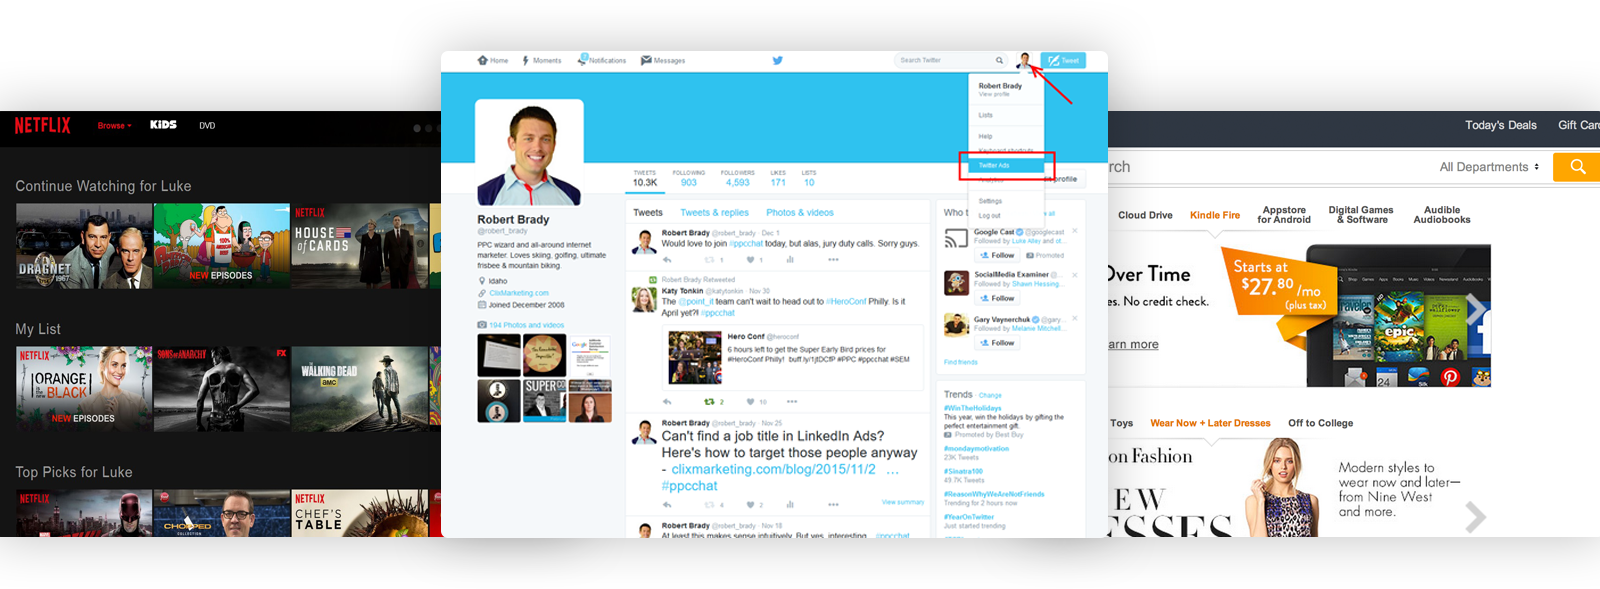 NETFLIX
Browse
KIDS
DVD
Continue Watching for Luke
DRAGNET
1967
NEW EPISODES
NETFLIX
HOUSE
of CARDS
My List
NETFLIX
ORANGE
IS THE NEW
BLACK
NEW EPISODES
SONS OF ANARCHY
FX
THE
WALKING DEAD
AMC
Top Picks for Luke
NETFLIX
CHOPPED
COLLECTION
NETFLIX
CHEF'S
TABLE
Home
Moments
Notifications
Messages
Search Twitter
Tweet
Robert Brady
View profile
Lists
Help
Keyboard shortcuts
Twitter Ads
Analytics
Settings
Log out
profile
TWEETS
10.3K
FOLLOWING
903
FOLLOWERS
4,593
LIKES
171
LISTS
10
Robert Brady
@robert_brady
PPC wizard and all-around internet
marketer. Loves skiing, golfing, ultimate
frisbee & mountain biking.
Idaho
ClixMarketing.com
Joined December 2008
194 Photos and videos
SUPER
Tweets
Tweets & replies
Photos & videos
Robert Brady @robert_brady · Dec 1
Would love to join #ppcchat today, but alas, jury duty calls. Sorry guys.
1
1
Robert Brady Retweeted
Katy Tonkin @katytonkin · Nov 30
The @point_it team can't wait to head out to #HeroConf Philly. Is it
April yet?! #ppcchat
Hero Conf @heroconf
6 hours left to get the Super Early Bird prices for
#HeroConf Philly! buff.ly/1jtDCfP #PPC #ppcchat #SEM
2
10
Robert Brady @robert_brady · Nov 25
Can't find a job title in LinkedIn Ads?
Here's how to target those people anyway
- clixmarketing.com/blog/2015/11/2 …
#ppcchat
4
2
View summary
Robert Brady @robert_brady · Nov 18
At least this makes sense intuitively. But yes, interesting. #ppcchat
Who t
w all
Google Cast @googlecast
Followed by Luke Alley and ot...
Follow
Promoted
SocialMedia Examiner @...
Followed by Shawn Hessing...
Follow
Gary Vaynerchuk @gary...
Followed by Melanie Mitchell...
Follow
Find friends
Trends · Change
#WinTheHolidays
This year, win the holidays by gifting the
perfect entertainment gift.
Promoted by Best Buy
#mondaymotivation
23K Tweets
#Sinatra100
49.7K Tweets
#ReasonWhyWeAreNotFriends
Trending for 2 hours now
#YearOnTwitter
Just started trending
Today's Deals
Gift Card
rch
All Departments
Cloud Drive
Kindle Fire
Appstore
for Android
Digital Games
& Software
Audible
Audiobooks
Over Time
es. No credit check.
arn more
Starts at
$27.80/mo
(plus tax)
epic
24
Toys
Wear Now + Later Dresses
Off to College
on Fashion
EW
ESSES
Modern styles to
wear now and later—
from Nine West
and more.